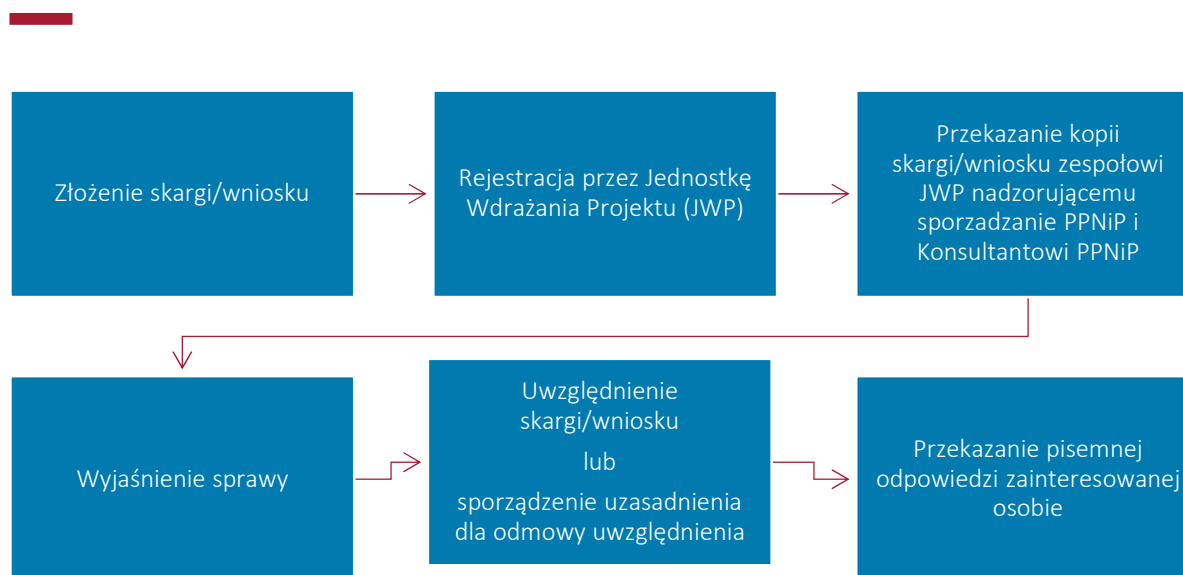 Złożenie skargi/wniosku
Rejestracja przez Jednostkę
Wdrażania Projektu (JWP)
Przekazanie kopii
skargi/wniosku zespołowi
JWP nadzorującemu
sporzadzanie PPNiP i
Konsultantowi PPNiP
Wyjaśnienie sprawy
Uwzględnienie
skargi/wniosku
lub
sporządzenie uzasadnienia
dla odmowy uwzględnienia
Przekazanie pisemnej
odpowiedzi zainteresowanej
osobie